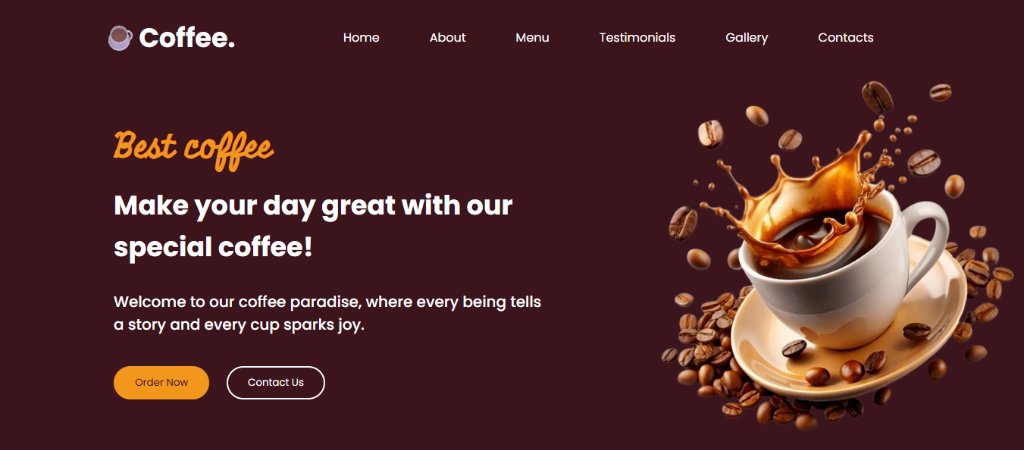 Coffee.
Home
About
Menu
Testimonials
Gallery
Contacts
Best coffee
Make your day great with our
special coffee!
Welcome to our coffee paradise, where every being tells
a story and every cup sparks joy.
Order Now
Contact Us